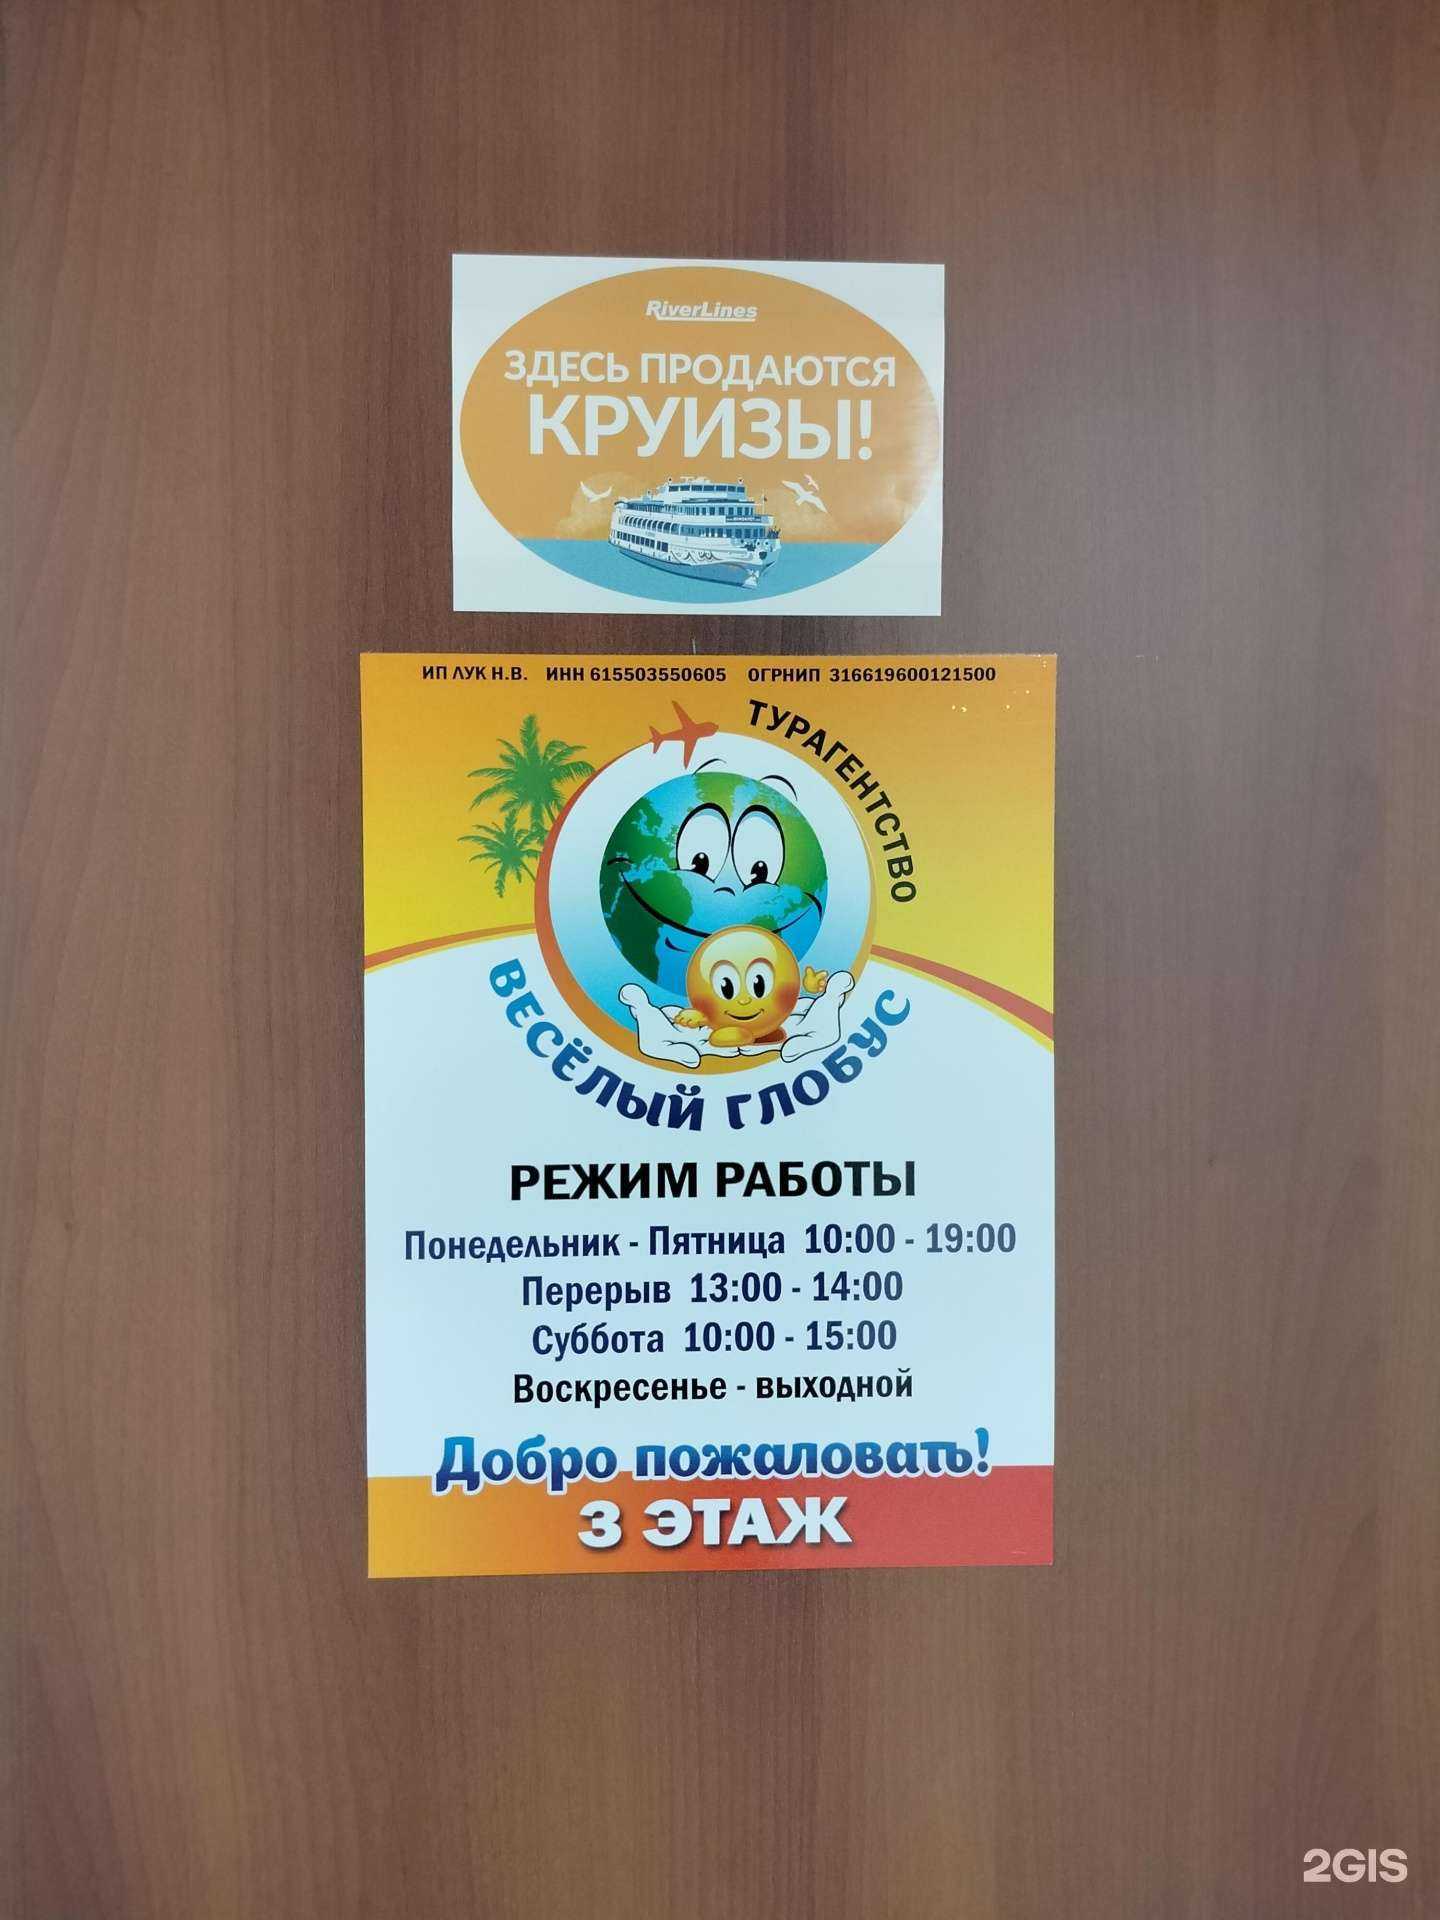 RiverLines
ЗДЕСЬ ПРОДАЮТСЯ
КРУИЗЫ!
ИП ЛУК Н.В. ИНН 615503550605 ОГРНИП 316619600121500
ТУРАГЕНТСТВО
ВЕСЁЛЫЙ ГЛОБУС
РЕЖИМ РАБОТЫ
Понедельник - Пятница 10:00 - 19:00
Перерыв 13:00 - 14:00
Суббота 10:00 - 15:00
Воскресенье - выходной
Добро пожаловать!
3 ЭТАЖ
2GIS